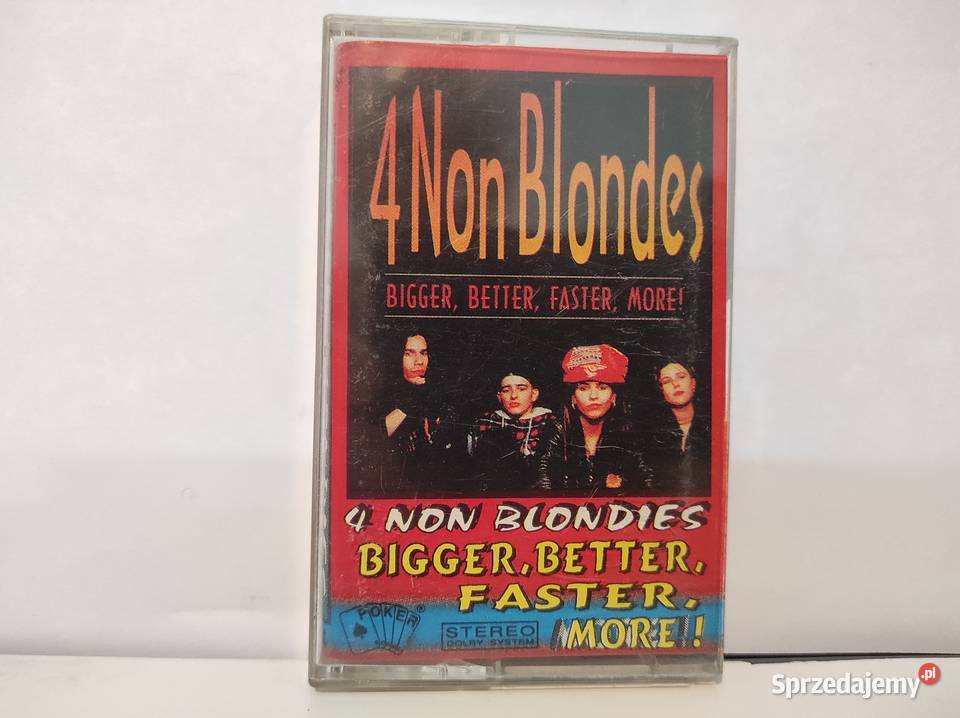 4 Non Blondes
BIGGER, BETTER, FASTER, MORE!
4 NON BLONDIES
BIGGER, BETTER,
FASTER,
MORE!
POKER®
STEREO
DOLBY SYSTEM
Sprzedajemy.pl